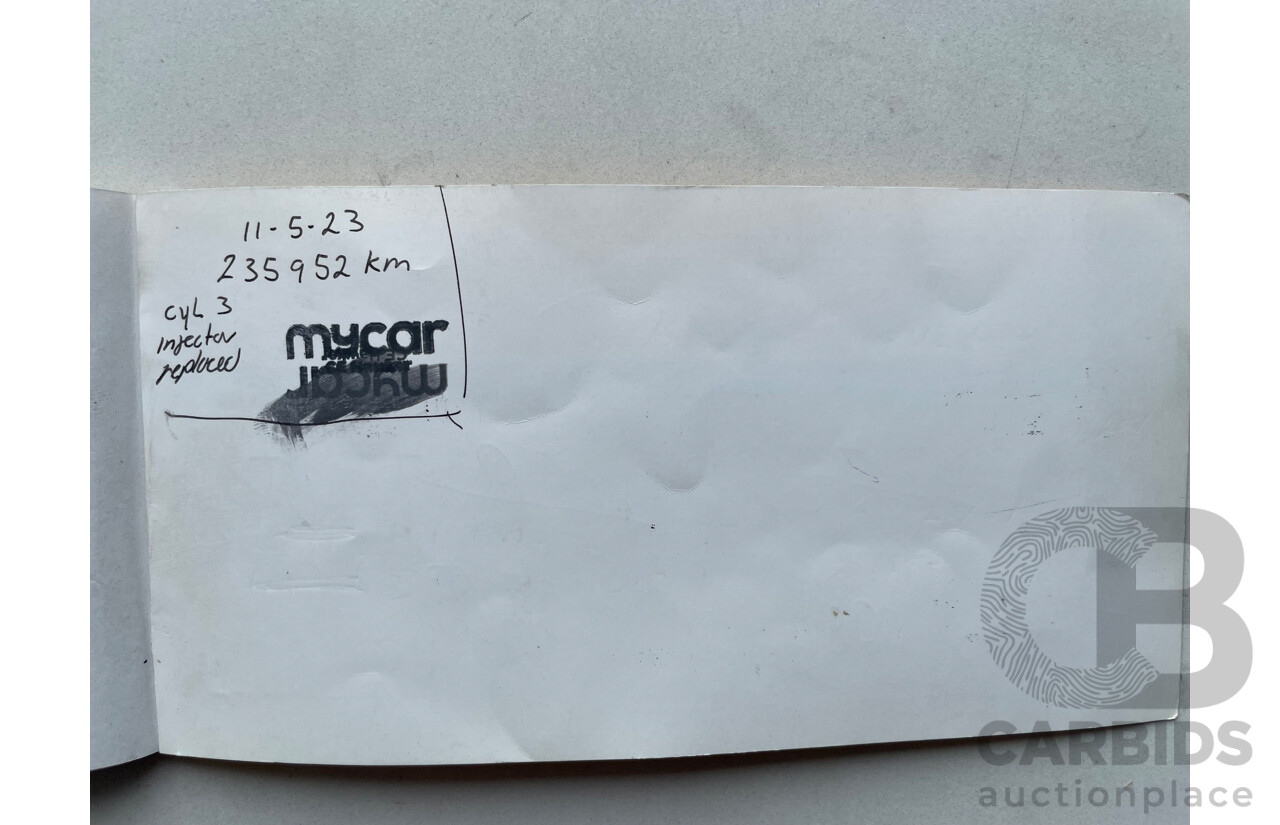 11-5-23
235952 km
cyL 3
injector
replaced
mycar
CARBIDS
auctionplace